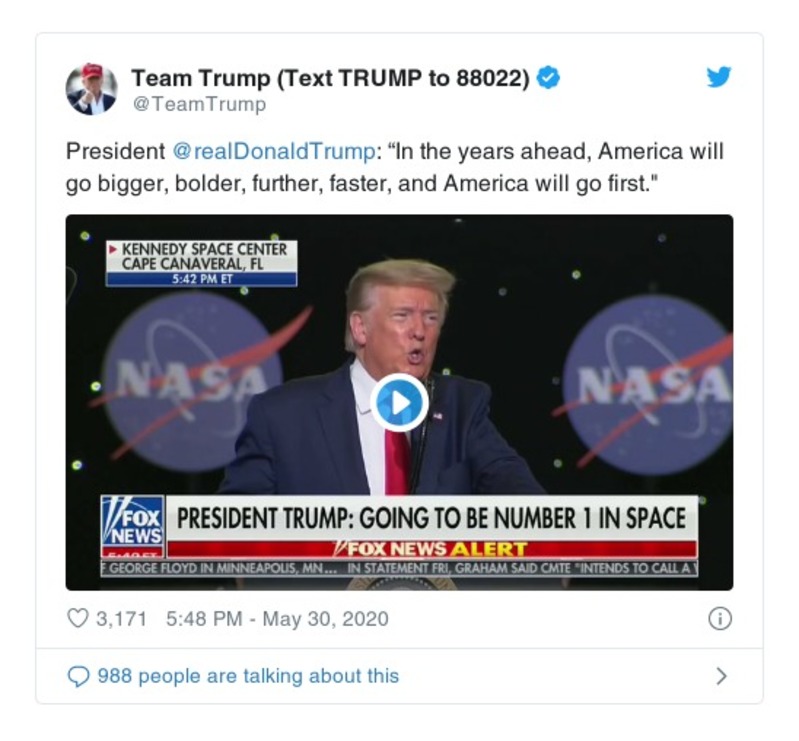 Team Trump (Text TRUMP to 88022)
@TeamTrump
President @realDonaldTrump: “In the years ahead, America will
go bigger, bolder, further, faster, and America will go first."
KENNEDY SPACE CENTER
CAPE CANAVERAL, FL
5:42 PM ET
NASA
NASA
FOX
NEWS
PRESIDENT TRUMP: GOING TO BE NUMBER 1 IN SPACE
FOX NEWS ALERT
F GEORGE FLOYD IN MINNEAPOLIS, MN... IN STATEMENT FRI, GRAHAM SAID CMTE "INTENDS TO CALL A
3,171 5:48 PM - May 30, 2020
988 people are talking about this